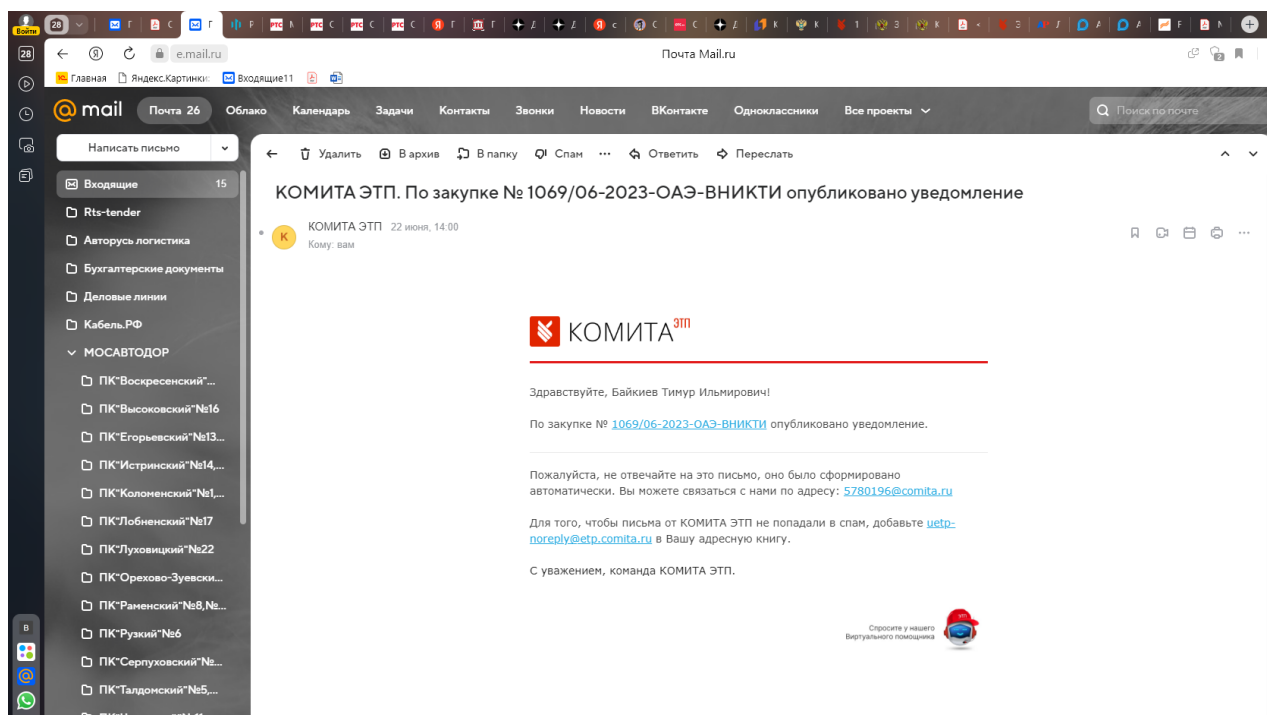 Войти
28
e.mail.ru
Почта Mail.ru
2
28
Главная Яндекс.Картинки: Входящие11
mail Почта 26 Облако Календарь Задачи Контакты Звонки Новости ВКонтакте Одноклассники Все проекты Поиск по почте
Написать письмо
Удалить В архив В папку Спам ••• Ответить Переслать
Входящие 15
КОМИТА ЭТП. По закупке № 1069/06-2023-ОАЭ-ВНИКТИ опубликовано уведомление
Rts-tender
К
КОМИТА ЭТП 22 июня, 14:00
Кому: вам
Авторусь логистика
Бухгалтерские документы
Деловые линии
Кабель.РФ
МОСАВТОДОР
ПК"Воскресенский"...
ПК"Высоковский"№16
ПК"Егорьевский"№13...
ПК"Истринский"№14,...
ПК"Коломенский"№1,...
ПК"Лобненский"№17
ПК"Луховицкий"№22
ПК"Орехово-Зуевски...
ПК"Раменский"№8,№...
ПК"Рузкий"№6
ПК"Серпуховский"№...
ПК"Талдомский"№5,...
КОМИТА ЭТП
Здравствуйте, Байкиев Тимур Ильмирович!
По закупке № 1069/06-2023-ОАЭ-ВНИКТИ опубликовано уведомление.
Пожалуйста, не отвечайте на это письмо, оно было сформировано
автоматически. Вы можете связаться с нами по адресу: 5780196@comita.ru
Для того, чтобы письма от КОМИТА ЭТП не попадали в спам, добавьте uetp-
noreply@etp.comita.ru в Вашу адресную книгу.
С уважением, команда КОМИТА ЭТП.
Спросите у нашего
Виртуального помощника
В